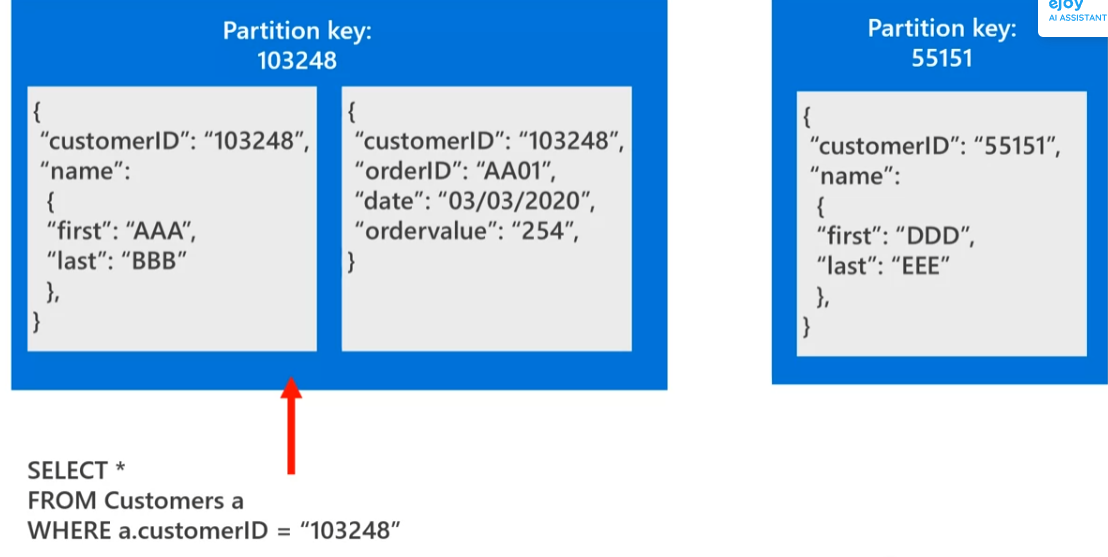 Partition key:
103248
{
"customerID": "103248",
"name":
{
"first": "AAA",
"last": "BBB"
},
}
{
"customerID": "103248",
"orderID": "AA01",
"date": "03/03/2020",
"ordervalue": "254",
}
Partition key:
55151
{
"customerID": "55151",
"name":
{
"first": "DDD",
"last": "EEE"
},
}
SELECT *
FROM Customers a
WHERE a.customerID = "103248"
ejoy
AI ASSISTANT